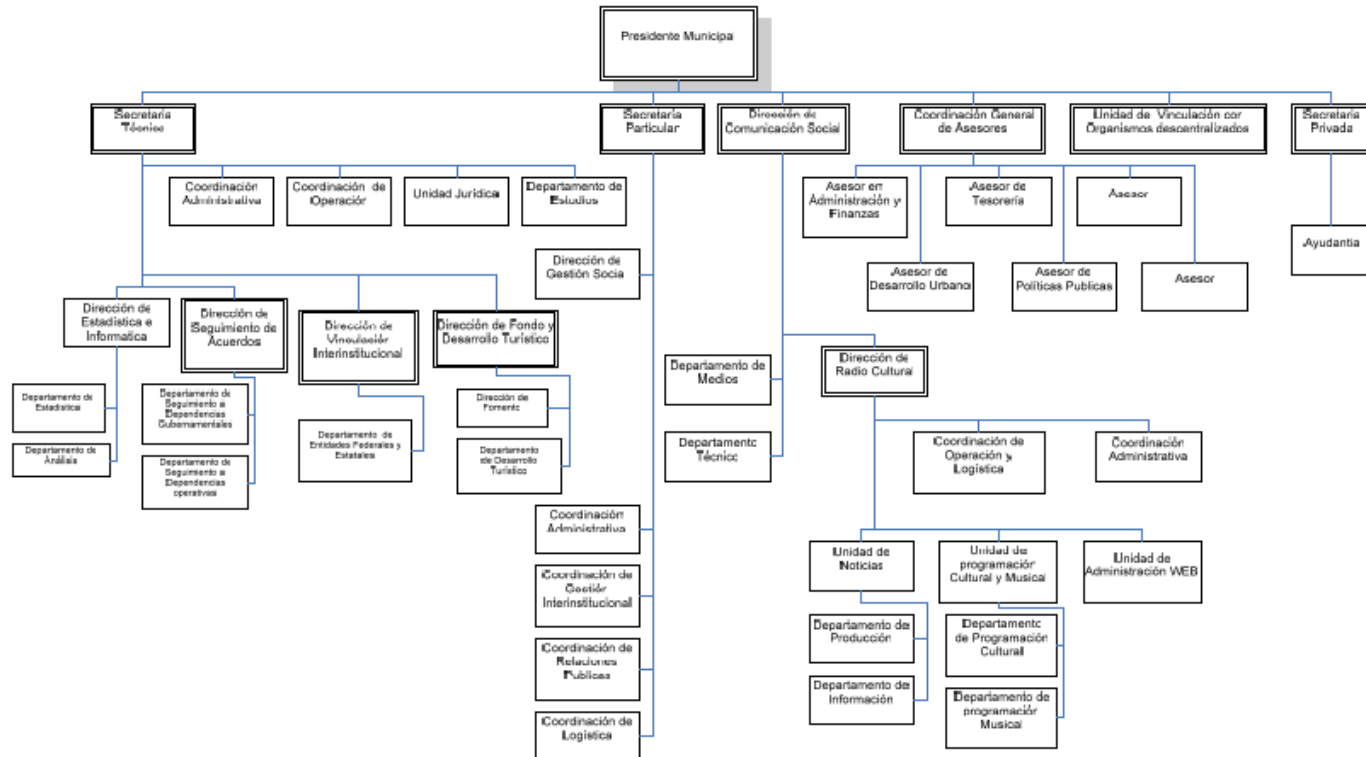 Presidente Municipal
Secretaría
Técnica
Secretaría
Particular
Dirección de
Comunicación Social
Coordinación General
de Asesores
Unidad de Vinculación con
Organismos descentralizados
Secretaría
Privada
Coordinación
Administrativa
Coordinación de
Operación
Unidad Jurídica
Departamento de
Estudios
Asesor en
Administración y
Finanzas
Asesor de
Tesorería
Asesor
Ayudantía
Dirección de
Gestión Social
Asesor de
Desarrollo Urbano
Asesor de
Políticas Publicas
Asesor
Dirección de
Estadística e
Informatica
Dirección de
Seguimiento de
Acuerdos
Dirección de
Vinculación
Interinstitucional
Dirección de Fondo y
Desarrollo Turístico
Departamento de
Medios
Dirección de
Radio Cultural
Departamento de
Estadística
Departamento de
Seguimiento a
Dependencias
Gubernamentales
Dirección de
Fomento
Departamento de
Análisis
Departamento de
Seguimiento a
Dependencias
operativas
Departamento de
Entidades Federales y
Estatales
Departamento
de Desarrollo
Turístico
Departamento
Técnico
Coordinación de
Operación y
Logística
Coordinación
Administrativa
Coordinación
Administrativa
Unidad de
Noticias
Unidad de
programación
Cultural y Musical
Unidad de
Administración WEB
Coordinación de
Gestión
Interinstitucional
Departamento de
Producción
Departamento
de Programación
Cultural
Coordinación de
Relaciones
Publicas
Departamento de
Información
Departamento de
programación
Musical
Coordinación de
Logística